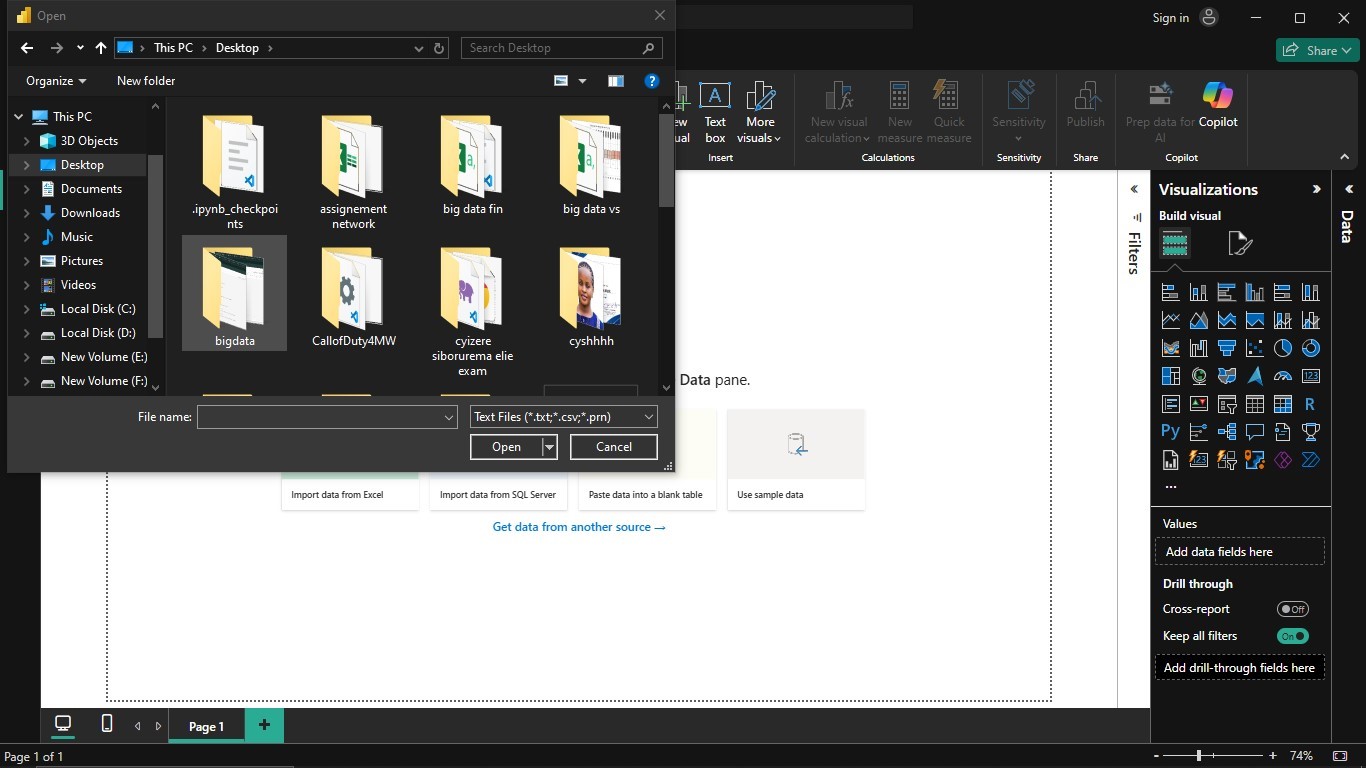 Open
Sign in
This PC
Desktop
Search Desktop
Share
Organize
New folder
This PC
3D Objects
Desktop
Documents
Downloads
Music
Pictures
Videos
Local Disk (C:)
Local Disk (D:)
New Volume (E:)
New Volume (F:)
.ipynb_checkpoi
nts
assignement
network
big data fin
big data vs
bigdata
CallofDuty4MW
cyizere
siborurema elie
exam
cyshhhh
File name:
Text Files (*.txt;*.csv;*.prn)
Open
Cancel
ew
ual
Text
box
More
visuals
Insert
New visual
calculation
New
measure
Quick
measure
Calculations
Sensitivity
Sensitivity
Publish
Share
Prep data for
AI
Copilot
Copilot
Data pane.
Import data from Excel
Import data from SQL Server
Paste data into a blank table
Use sample data
Get data from another source →
Filters
Visualizations
Build visual
123
R
Py
123
...
Values
Add data fields here
Drill through
Cross-report
Off
Keep all filters
On
Add drill-through fields here
Data
Page 1
+
Page 1 of 1
-
+
74%